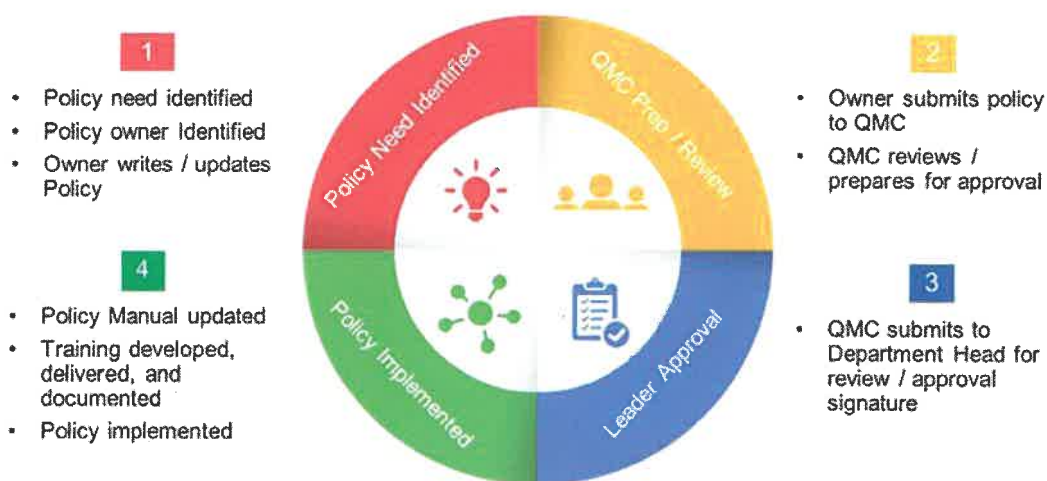 1
• Policy need identified
• Policy owner Identified
• Owner writes / updates
Policy
2
• Owner submits policy
to QMC
• QMC reviews /
prepares for approval
3
• QMC submits to
Department Head for
review / approval
signature
4
• Policy Manual updated
• Training developed,
delivered, and
documented
• Policy implemented
Policy Need Identified
QMC Prep / Review
Leader Approval
Policy Implemented